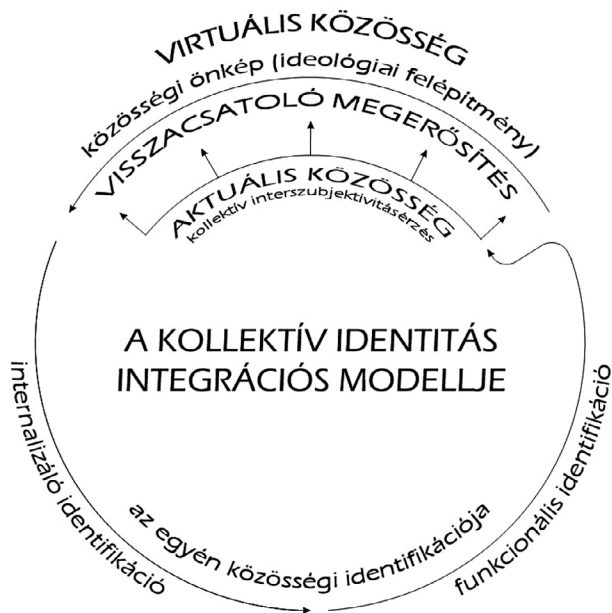 VIRTUÁLIS KÖZÖSSÉG
közösségi önkép (ideológiai felépítmény)
VISSZACSATOLÓ MEGERŐSÍTÉS
AKTUÁLIS KÖZÖSSÉG
kollektív interszubjektivitásérzés
A KOLLEKTÍV IDENTITÁS
INTEGRÁCIÓS MODELLJE
internalizáló identifikáció
az egyén közösségi identifikációja
funkcionális identifikáció